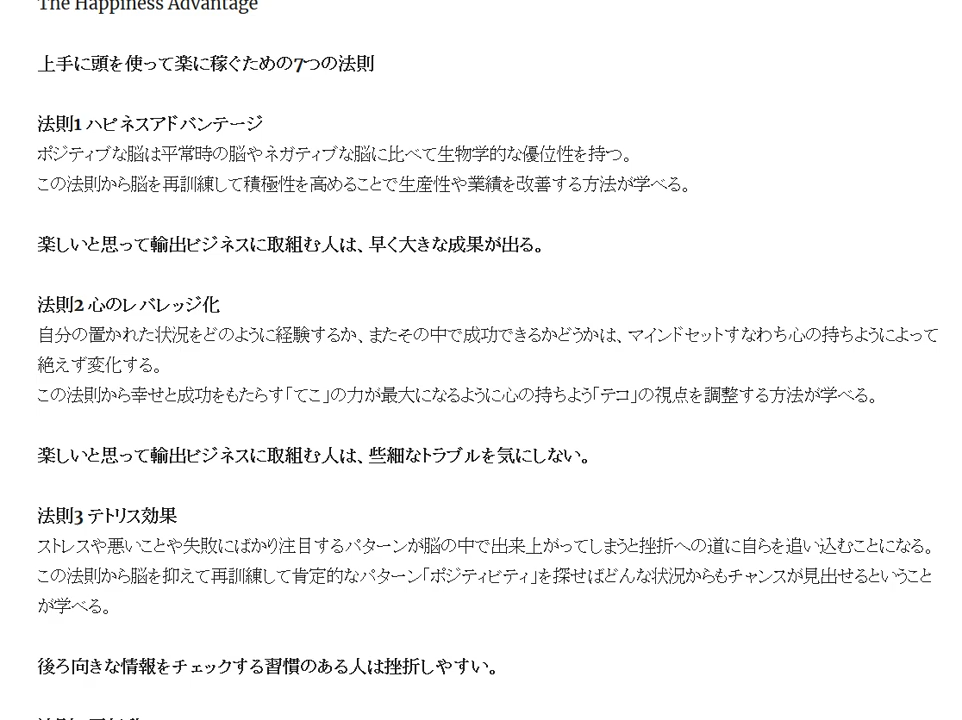 The Happiness Advantage
上手に頭を使って楽に稼ぐための7つの法則
法則1 ハピネスアドバンテージ
ポジティブな脳は平常時の脳やネガティブな脳に比べて生物学的な優位性を持つ。
この法則から脳を再訓練して積極性を高めることで生産性や業績を改善する方法が学べる。
楽しいと思って輸出ビジネスに取組む人は、早く大きな成果が出る。
法則2 心のレバレッジ化
自分の置かれた状況をどのように経験するか、またその中で成功できるかどうかは、マインドセットすなわち心の持ちようによって
絶えず変化する。
この法則から幸せと成功をもたらす「てこ」の力が最大になるように心の持ちよう「テコ」の視点を調整する方法が学べる。
楽しいと思って輸出ビジネスに取組む人は、些細なトラブルを気にしない。
法則3 テトリス効果
ストレスや悪いことや失敗にばかり注目するパターンが脳の中で出来上がってしまうと挫折への道に自らを追い込むことになる。
この法則から脳を抑えて再訓練して肯定的なパターン「ポジティビティ」を探せばどんな状況からもチャンスが見出せるということ
が学べる。
後ろ向きな情報をチェックする習慣のある人は挫折しやすい。